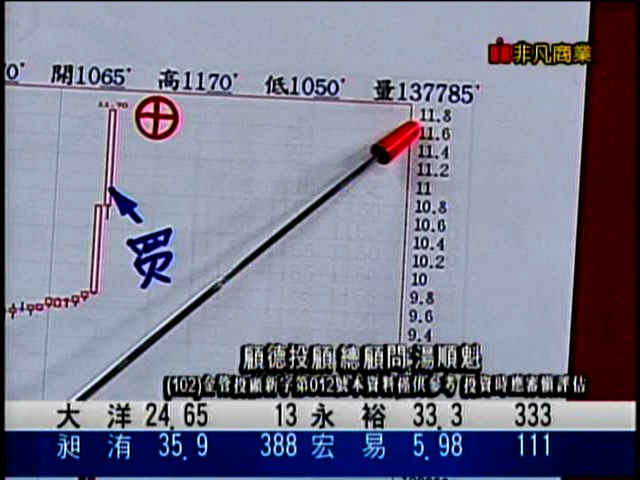 非凡商業
0' 開1065' 高1170' 低1050' 量137785'
11.70
11.8
11.6
11.4
11.2
11
10.8
10.6
10.4
10.2
10
9.8
9.6
9.4
買
顧德投顧 總顧問 湯順魁
(102)金管投顧新字第012號本資料僅供參考 投資時應審慎評估
大洋 24.65 13 永裕 33.3 333
昶洧 35.9 388 宏易 5.98 111